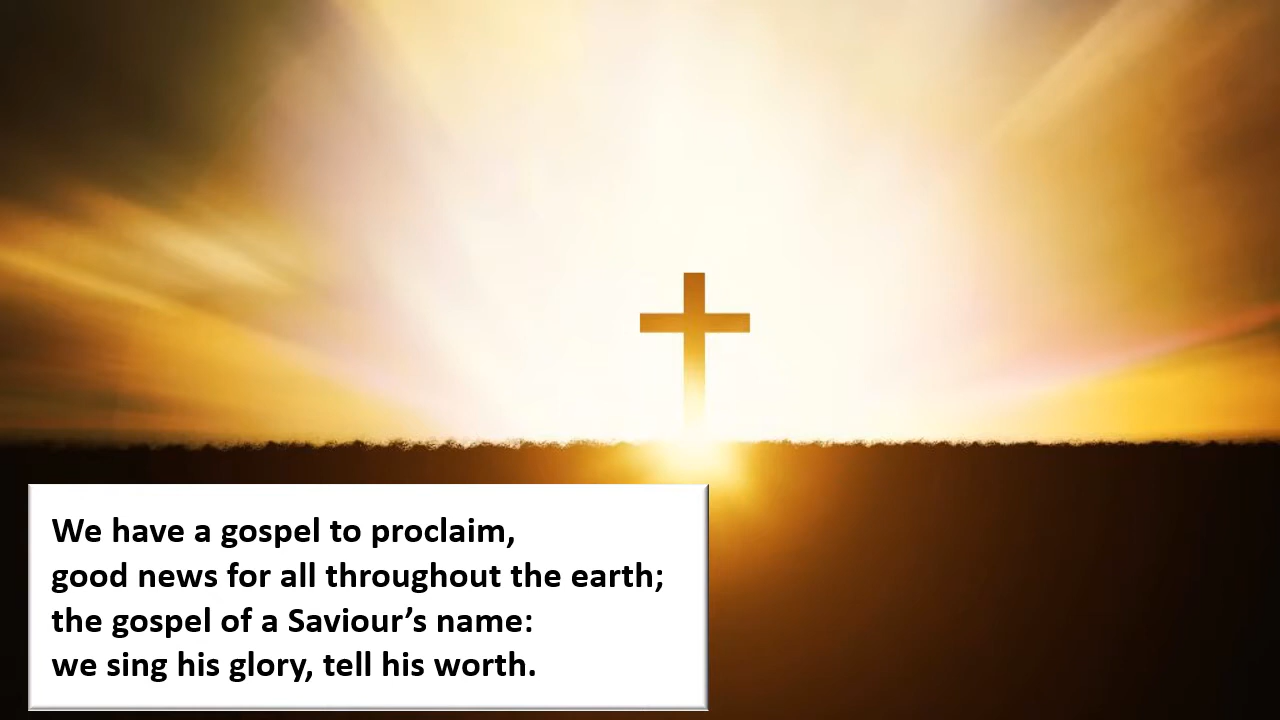 We have a gospel to proclaim,
good news for all throughout the earth;
the gospel of a Saviour’s name:
we sing his glory, tell his worth.